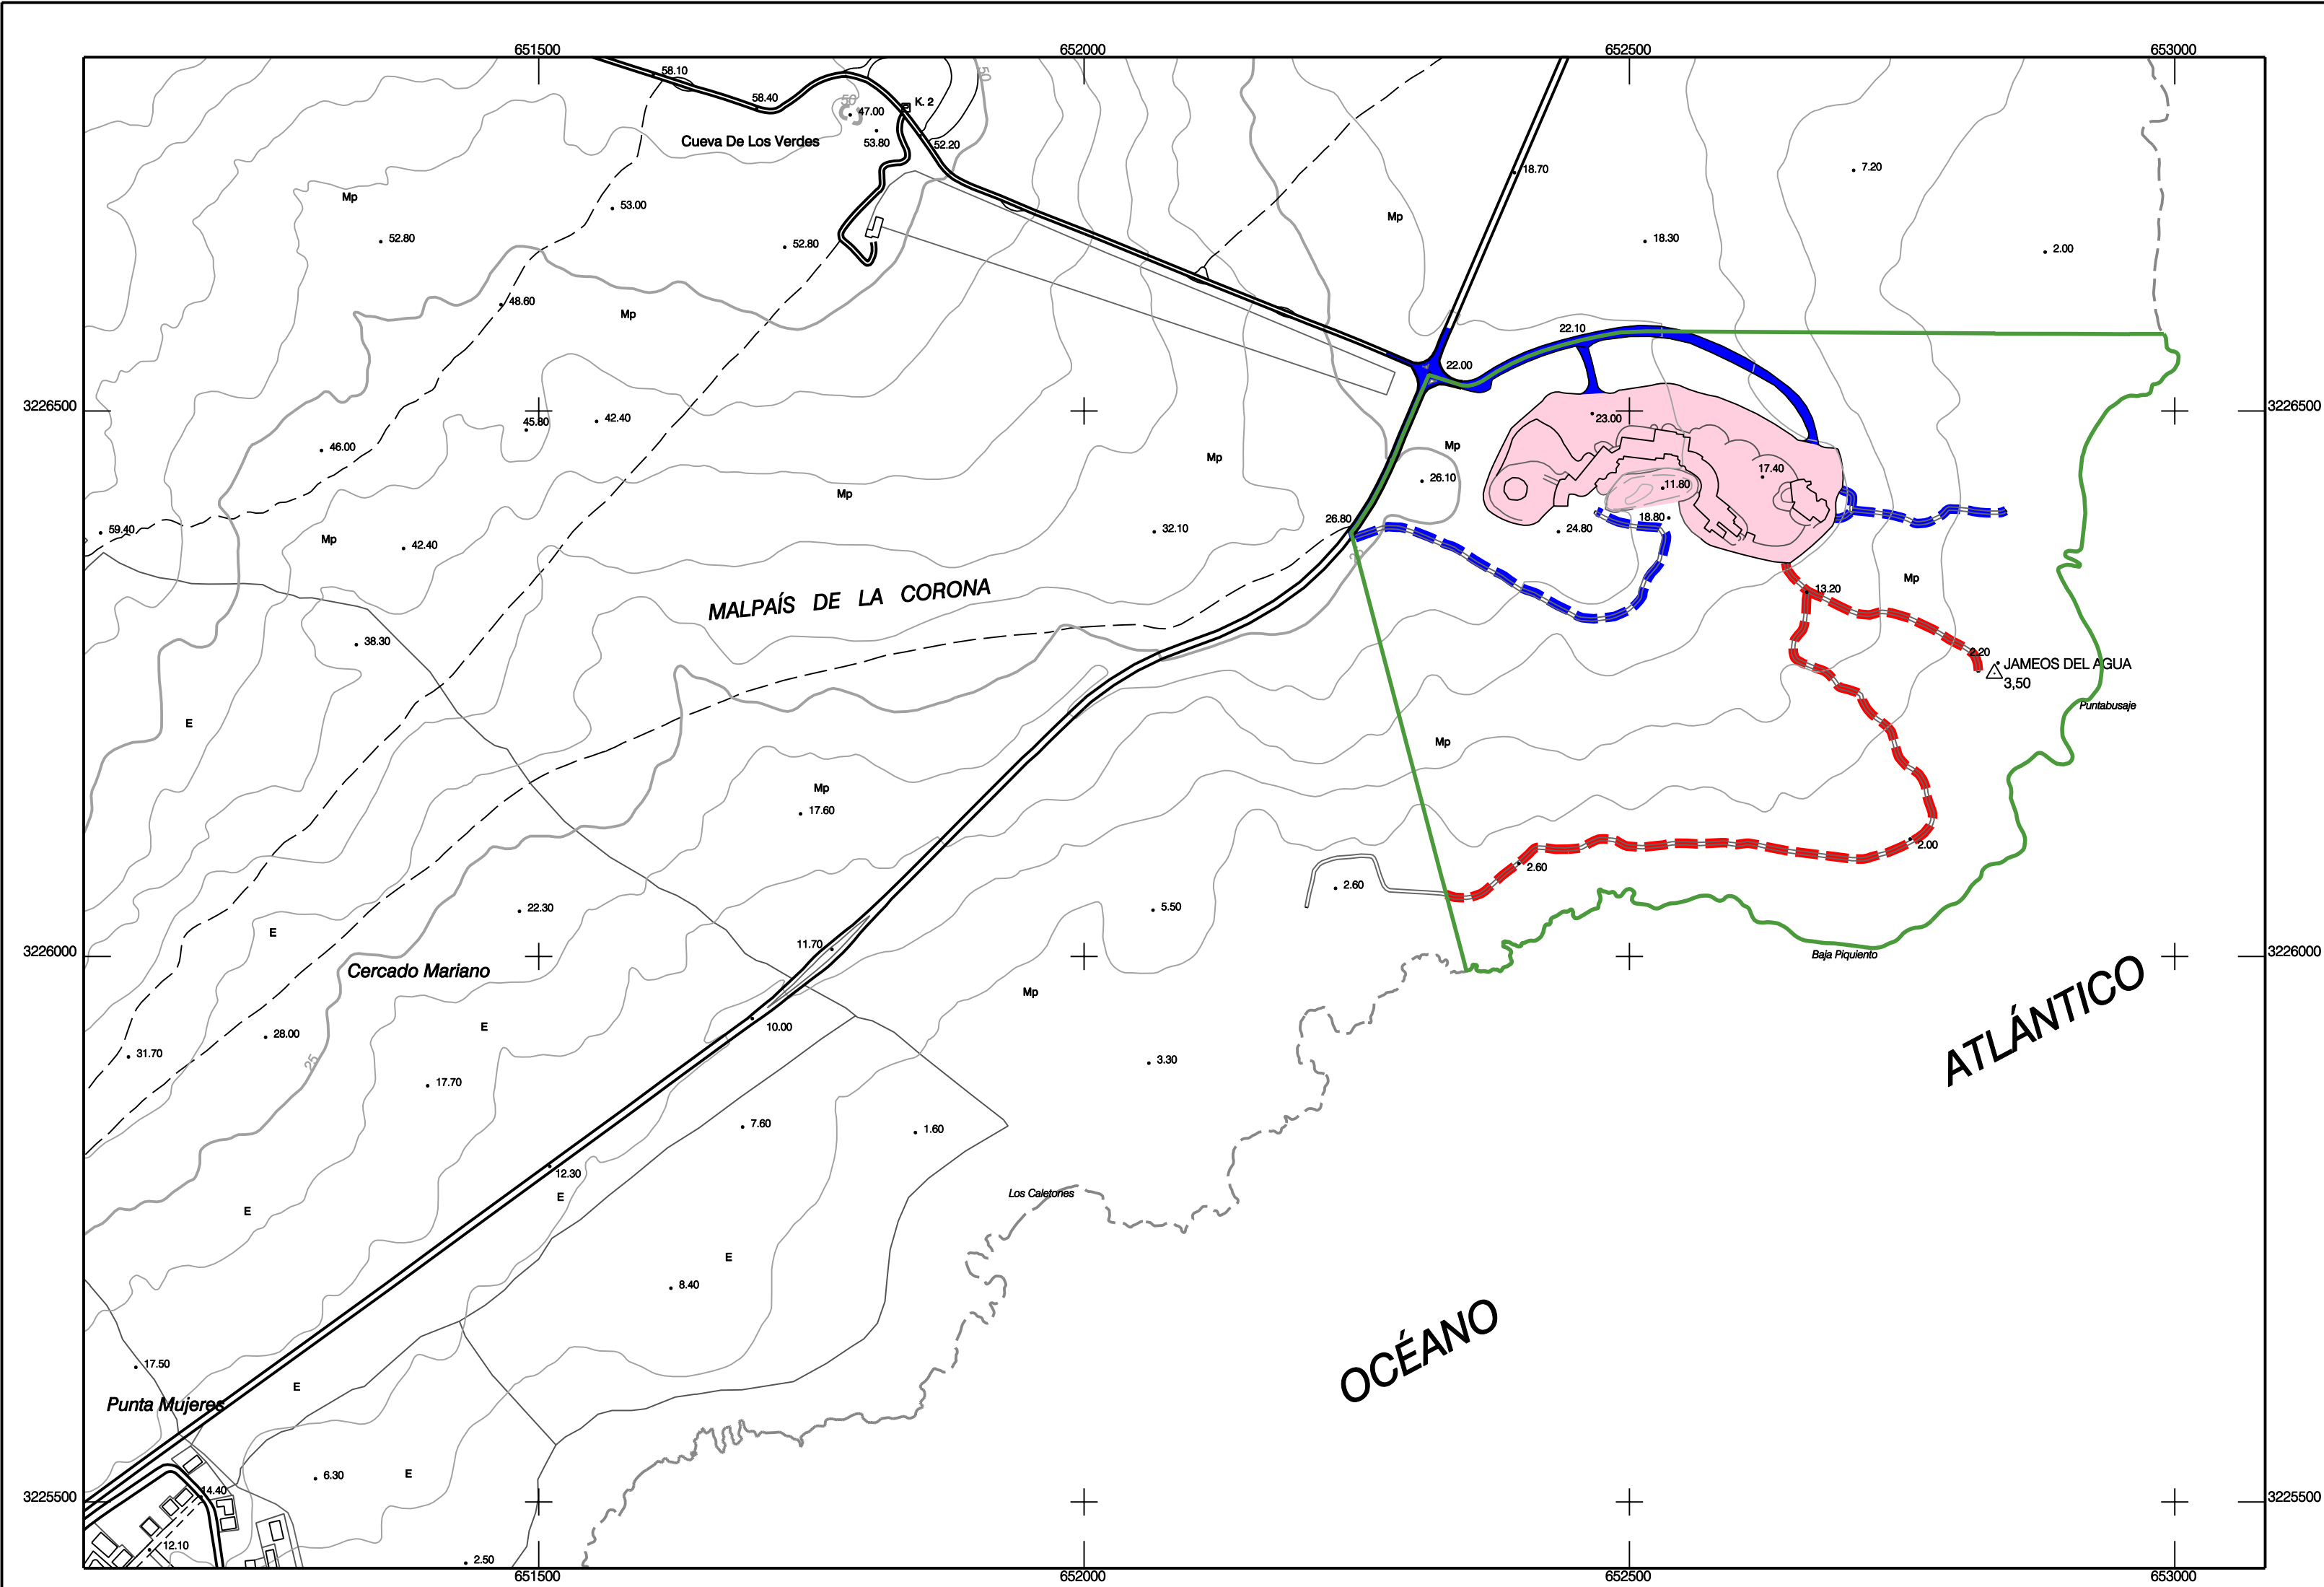 651500
652000
652500
653000
58.10
50
58.40
50
K. 2
47.00
Cueva De Los Verdes
53.80
52.20
18.70
7.20
Mp
53.00
Mp
52.80
52.80
18.30
2.00
48.60
Mp
22.10
22.00
3226500
3226500
45.80
42.40
23.00
46.00
Mp
Mp
17.40
26.10
11.80
Mp
59.40
26.80
18.80
32.10
24.80
Mp
42.40
25
Mp
13.20
MALPAÍS DE LA CORONA
38.30
2.20
JAMEOS DEL AGUA
3,50
Puntabusaje
E
Mp
Mp
17.60
2.00
2.60
2.60
22.30
5.50
E
11.70
3226000
3226000
Baja Piquiento
Cercado Mariano
Mp
ATLÁNTICO
E
10.00
28.00
31.70
25
3.30
17.70
7.60
1.60
12.30
Los Caletones
E
E
E
8.40
OCÉANO
17.50
E
Punta Mujeres
6.30
E
14.40
3225500
3225500
12.10
2.50
651500
652000
652500
653000